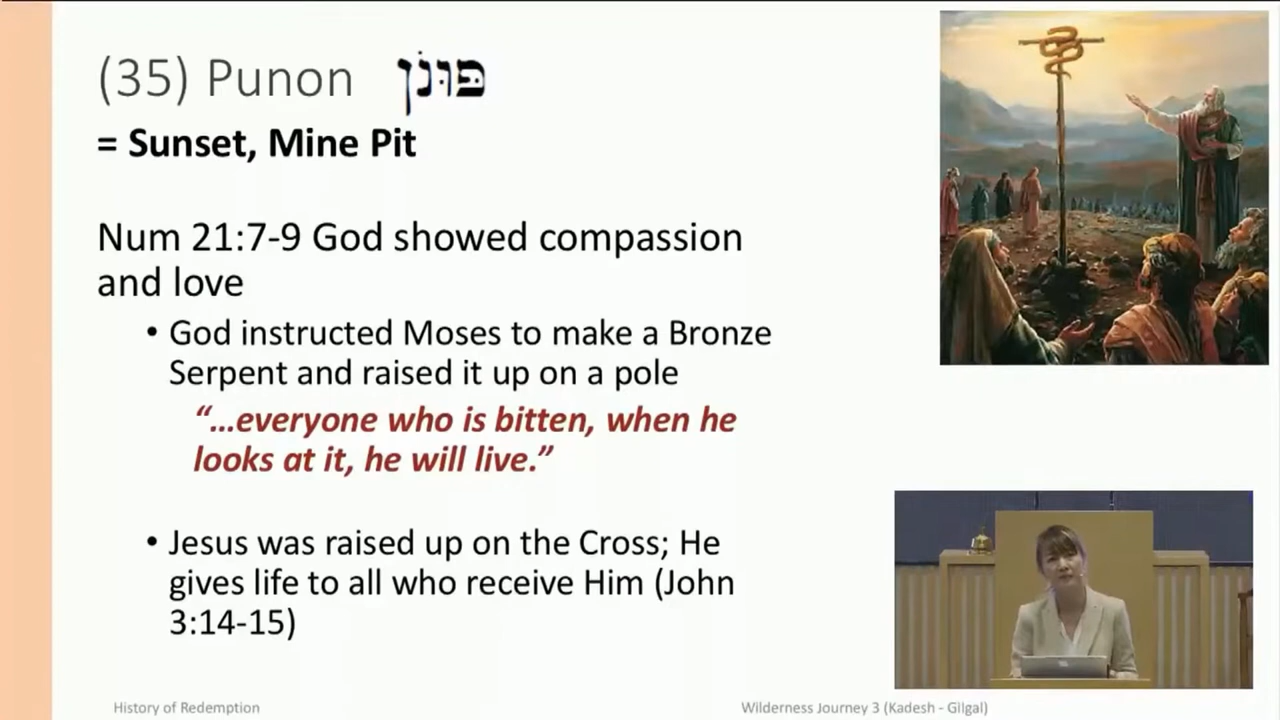 (35) Punon פּוּנֹן
= Sunset, Mine Pit
Num 21:7-9 God showed compassion
and love
• God instructed Moses to make a Bronze
Serpent and raised it up on a pole
“…everyone who is bitten, when he
looks at it, he will live.”
• Jesus was raised up on the Cross; He
gives life to all who receive Him (John
3:14-15)
History of Redemption
Wilderness Journey 3 (Kadesh - Gilgal)